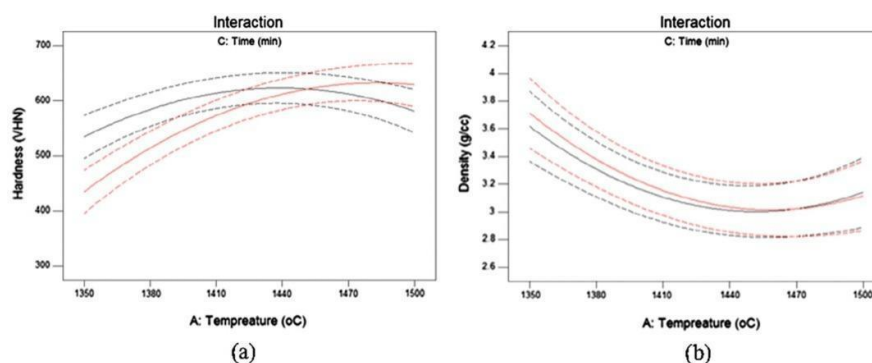 Interaction
C: Time (min)
Hardness (VHN)
700
600
500
400
300
1350 1380 1410 1440 1470 1500
A: Tempreature (oC)
(a)
Interaction
C: Time (min)
Density (g/cc)
4.2
4
3.8
3.6
3.4
3.2
3
2.8
2.6
1350 1380 1410 1440 1470 1500
A: Tempreature (oC)
(b)